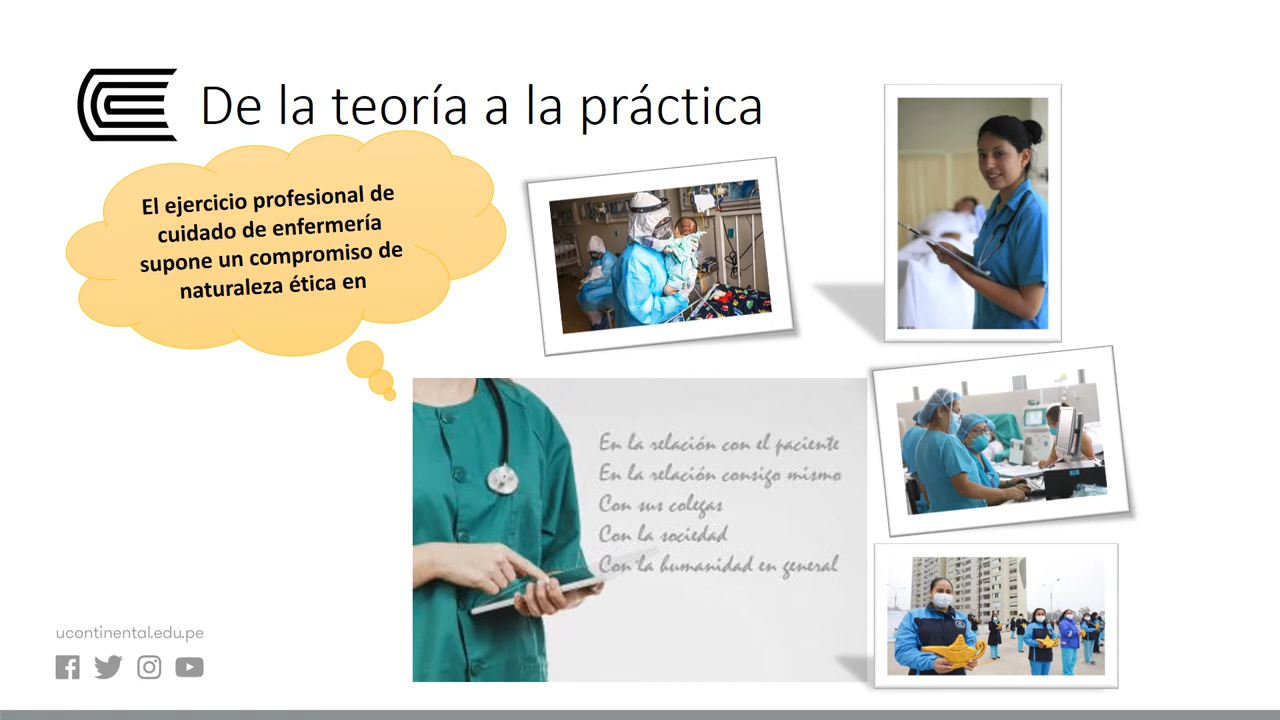 De la teoría a la práctica
El ejercicio profesional de
cuidado de enfermería
supone un compromiso de
naturaleza ética en
En la relación con el paciente
En la relación consigo mismo
Con sus colegas
Con la sociedad
Con la humanidad en general
ucontinental.edu.pe